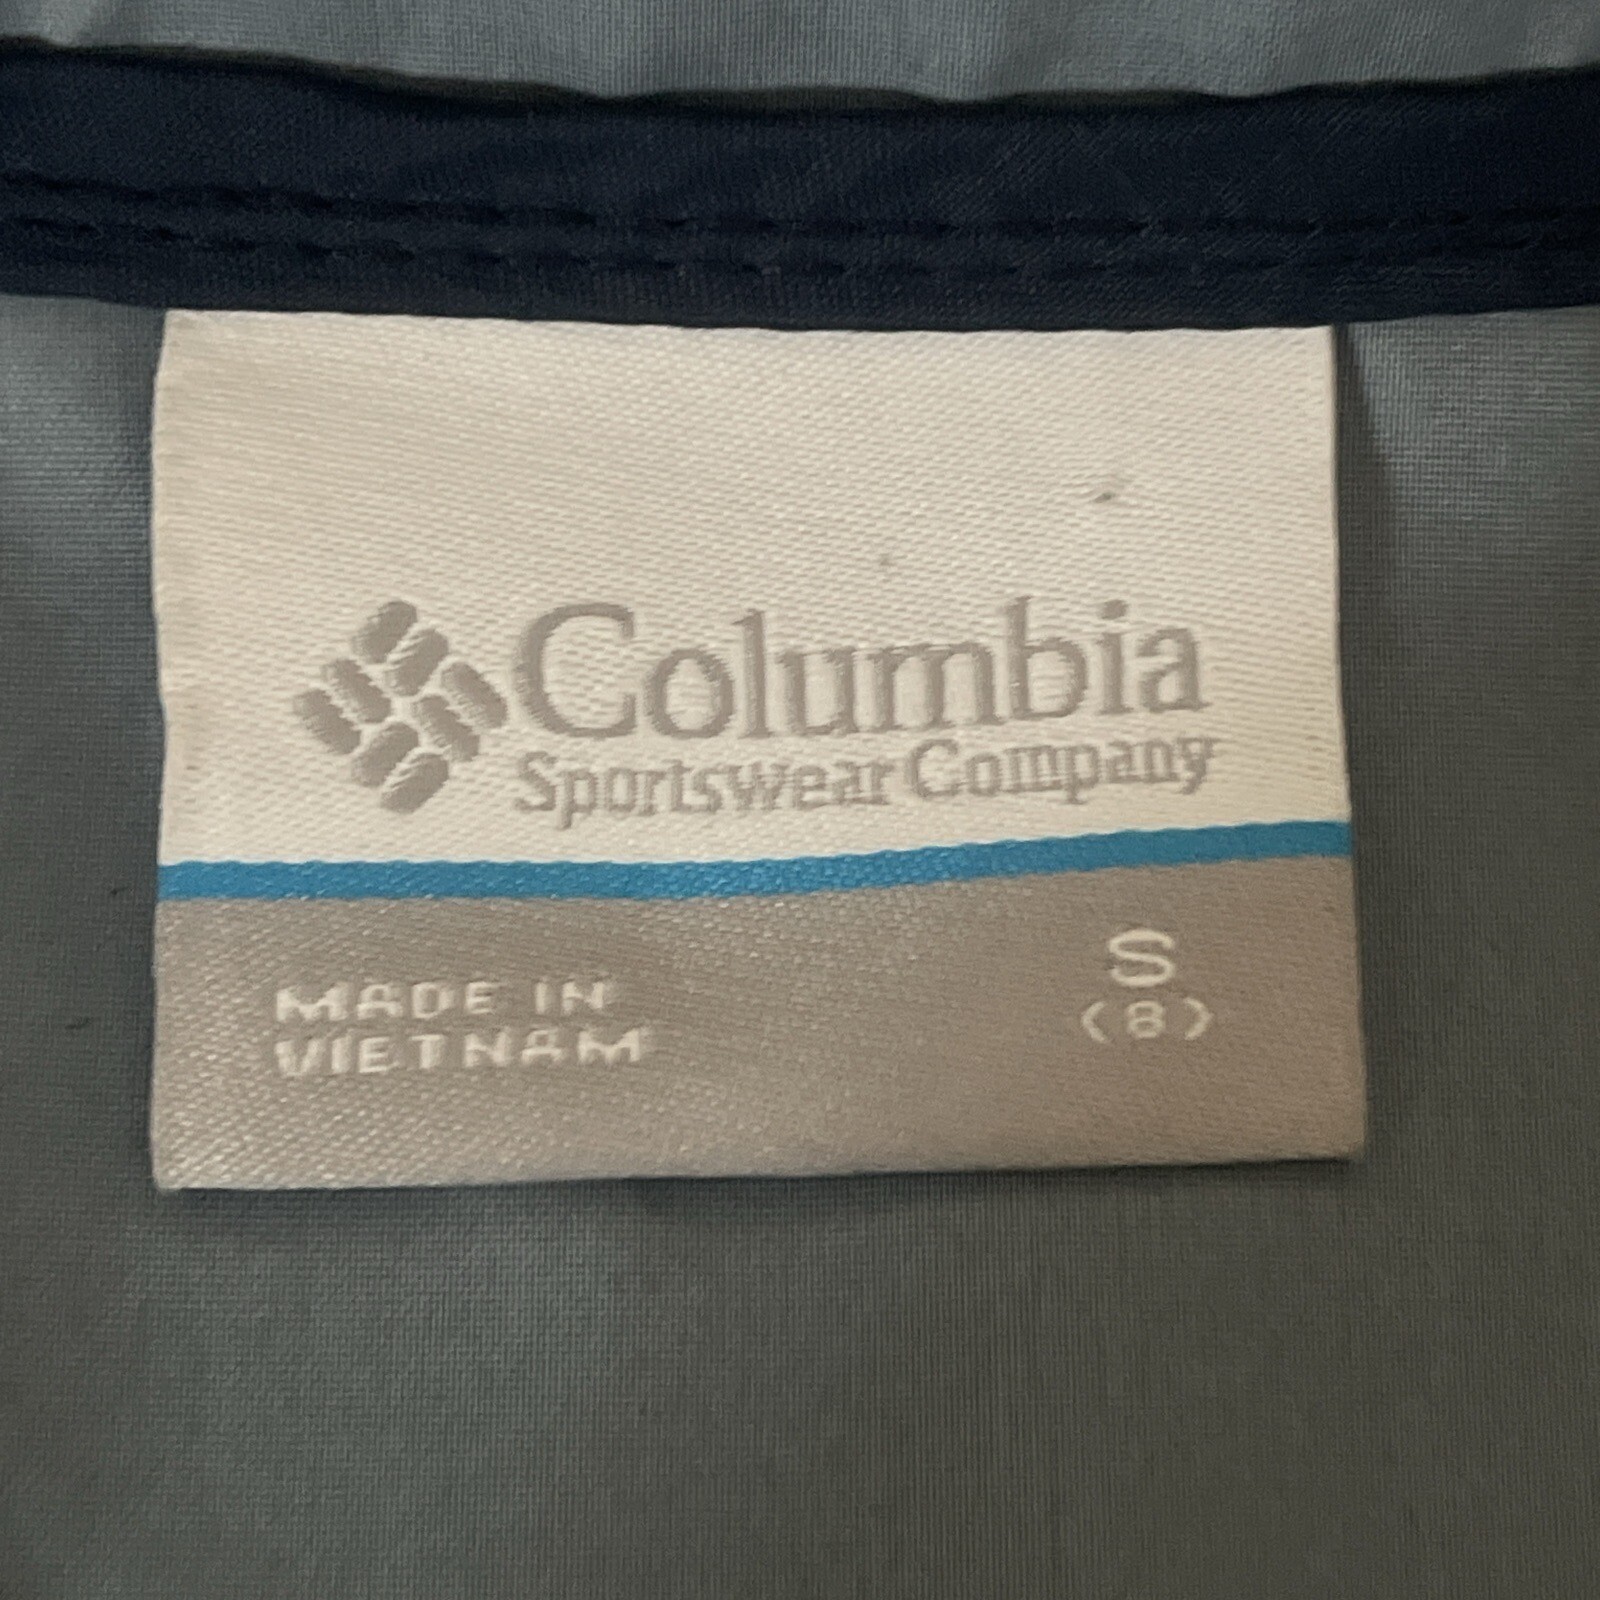 Columbia
Sportswear Company
MADE IN
VIETNAM
S
(8)